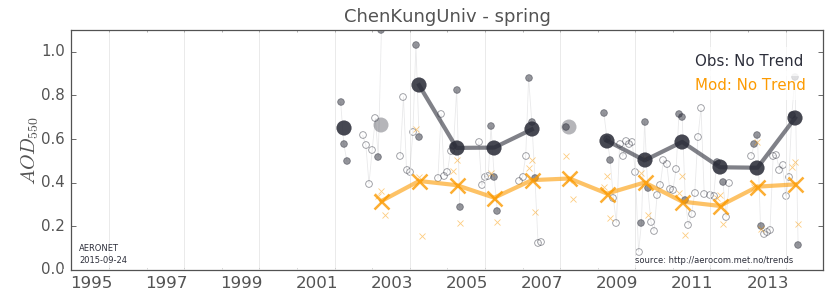 ChenKungUniv - spring
1.0
0.8
0.6
0.4
0.2
0.0
AOD550
Obs: No Trend
Mod: No Trend
AERONET
2015-09-24
source: http://aerocom.met.no/trends
1995 1997 1999 2001 2003 2005 2007 2009 2011 2013